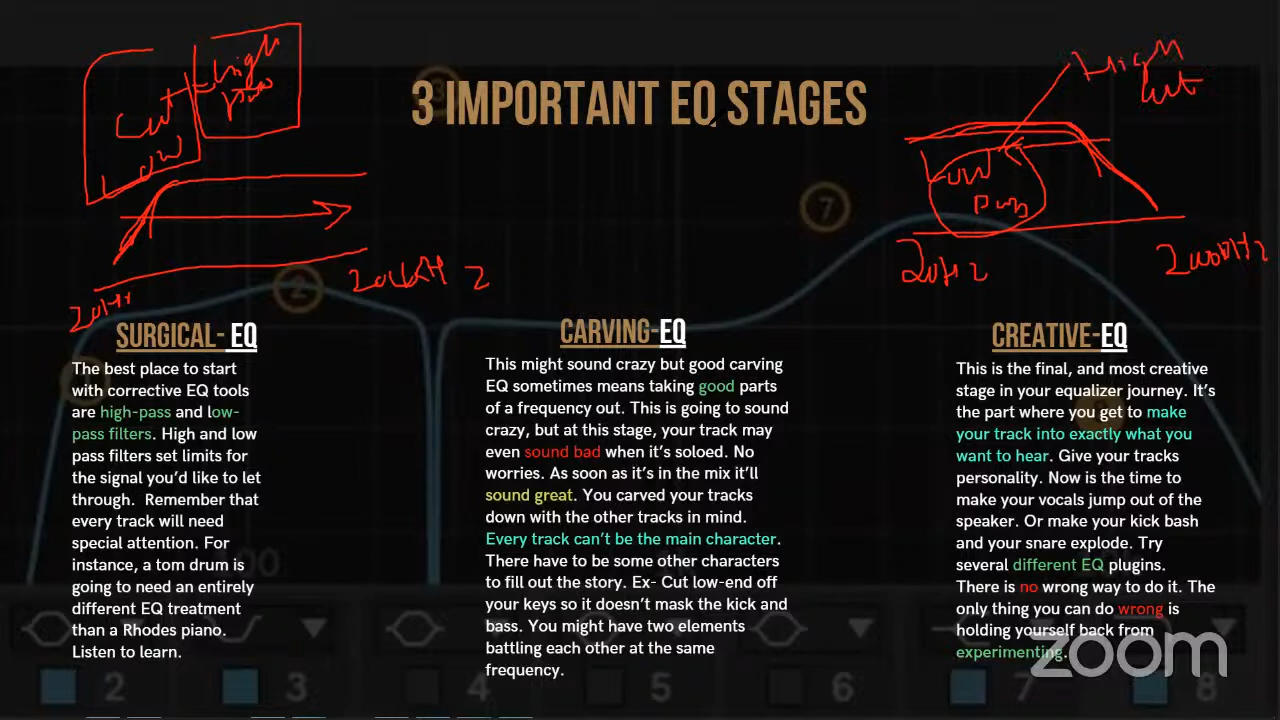 3 IMPORTANT EQ STAGES
Cut
Low
High
pass
High
Cut
Low
pass
20Hz
20kH Z
20Hz
20000Hz
SURGICAL- EQ
The best place to start
with corrective EQ tools
are high-pass and low-
pass filters. High and low
pass filters set limits for
the signal you'd like to let
through.  Remember that
every track will need
special attention. For
instance, a tom drum is
going to need an entirely
different EQ treatment
than a Rhodes piano.
Listen to learn.
CARVING-EQ
This might sound crazy but good carving
EQ sometimes means taking good parts
of a frequency out. This is going to sound
crazy, but at this stage, your track may
even sound bad when it's soloed. No
worries. As soon as it's in the mix it'll
sound great. You carved your tracks
down with the other tracks in mind.
Every track can't be the main character.
There have to be some other characters
to fill out the story. Ex- Cut low-end off
your keys so it doesn't mask the kick and
bass. You might have two elements
battling each other at the same
frequency.
CREATIVE-EQ
This is the final, and most creative
stage in your equalizer journey. It's
the part where you get to make
your track into exactly what you
want to hear. Give your tracks
personality. Now is the time to
make your vocals jump out of the
speaker. Or make your kick bash
and your snare explode. Try
several different EQ plugins.
There is no wrong way to do it. The
only thing you can do wrong is
holding yourself back from
experimenting.
zoom
2
7
100
2
3
4
5
6
7
8